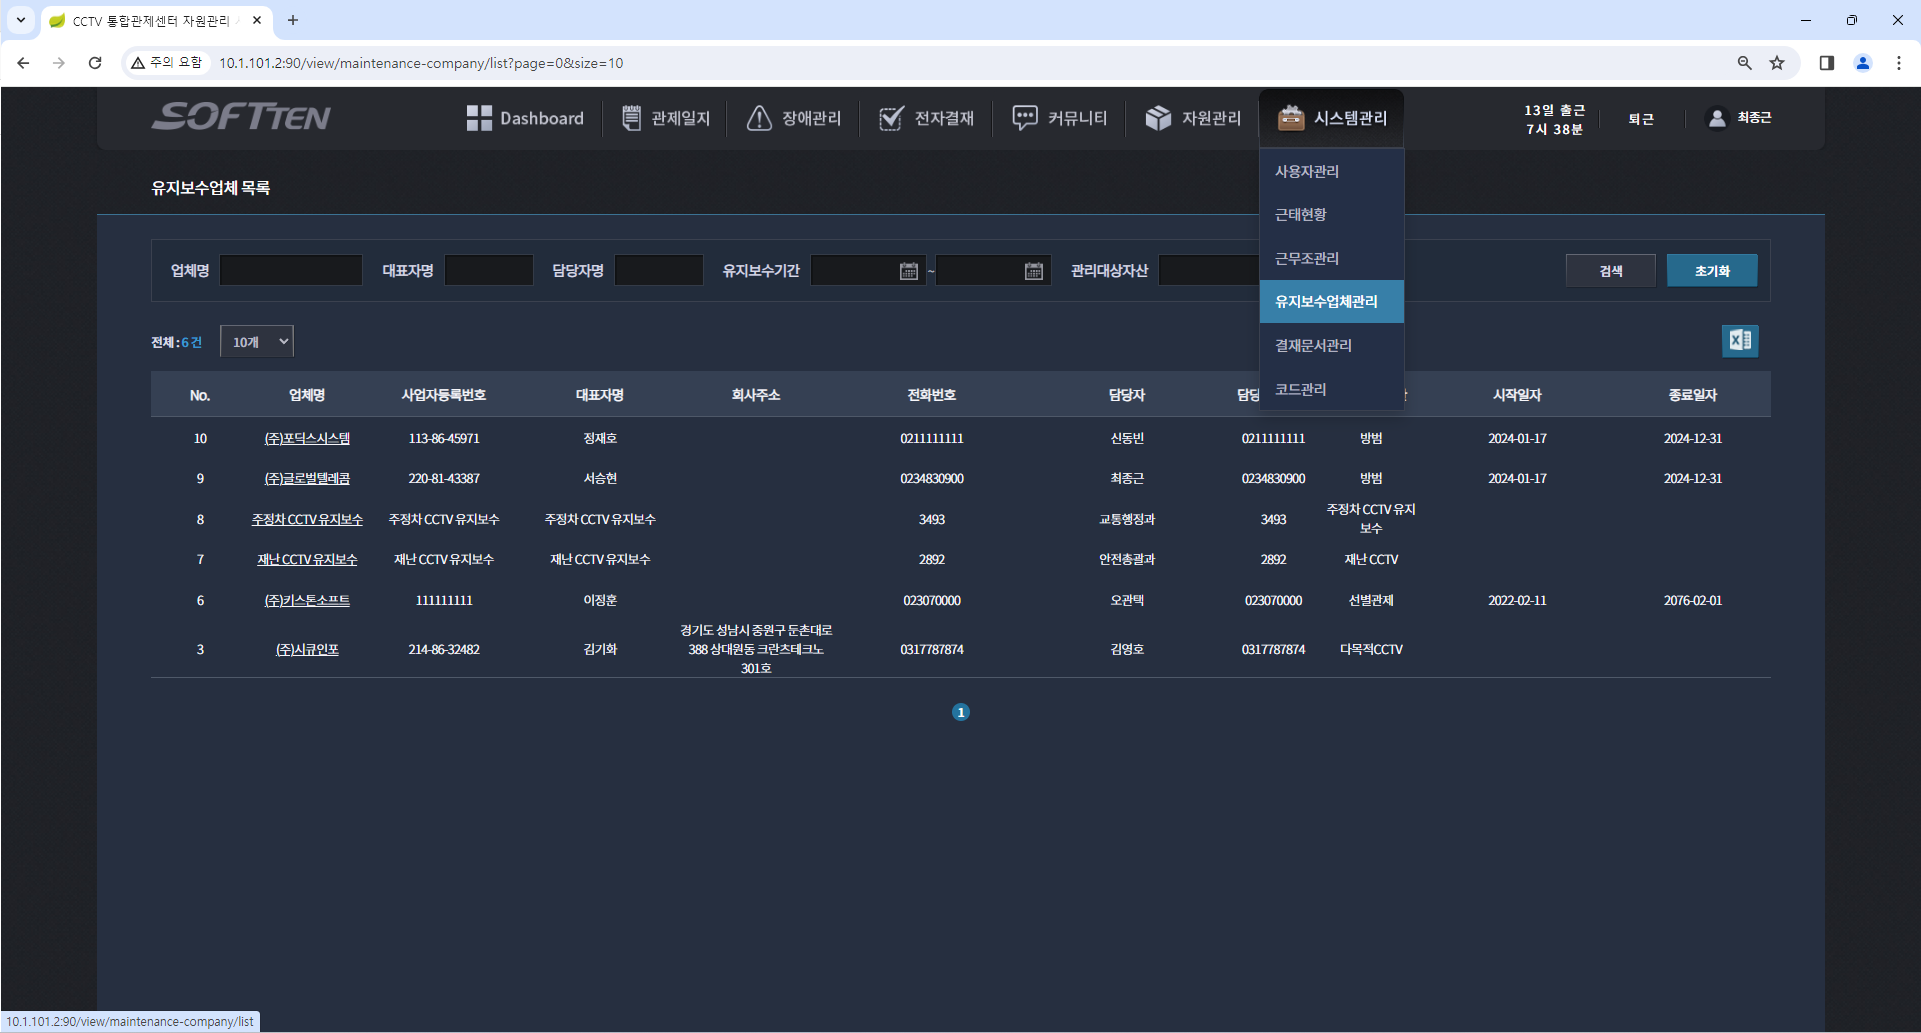 CCTV 통합관제센터 자원관리
주의 요함
10.1.101.2:90/view/maintenance-company/list?page=0&size=10
SOFTTEN
Dashboard
관제일지
장애관리
전자결재
커뮤니티
자원관리
시스템관리
13일 출근
7시 38분
퇴근
최종근
사용자관리
근태현황
근무조관리
유지보수업체관리
결재문서관리
코드관리
유지보수업체 목록
업체명
대표자명
담당자명
유지보수기간 ~
관리대상자산
검색
초기화
전체 : 6 건
10개
No. 업체명 사업자등록번호 대표자명 회사주소 전화번호 담당자 담당 시작일자 종료일자
10 (주)포딕스시스템 113-86-45971 정재호 0211111111 신동빈 0211111111 방범 2024-01-17 2024-12-31
9 (주)글로벌텔레콤 220-81-43387 서승현 0234830900 최종근 0234830900 방범 2024-01-17 2024-12-31
8 주정차 CCTV 유지보수 주정차 CCTV 유지보수 주정차 CCTV 유지보수 3493 교통행정과 3493 주정차 CCTV 유지
보수
7 재난 CCTV 유지보수 재난 CCTV 유지보수 재난 CCTV 유지보수 2892 안전총괄과 2892 재난 CCTV
6 (주)키스톤소프트 111111111 이정훈 023070000 오관택 023070000 선별관제 2022-02-11 2076-02-01
경기도 성남시 중원구 둔촌대로
3 (주)시큐인포 214-86-32482 김기화 388 상대원동 크란츠테크노 0317787874 김영호 0317787874 다목적CCTV
301호
1
10.1.101.2:90/view/maintenance-company/list